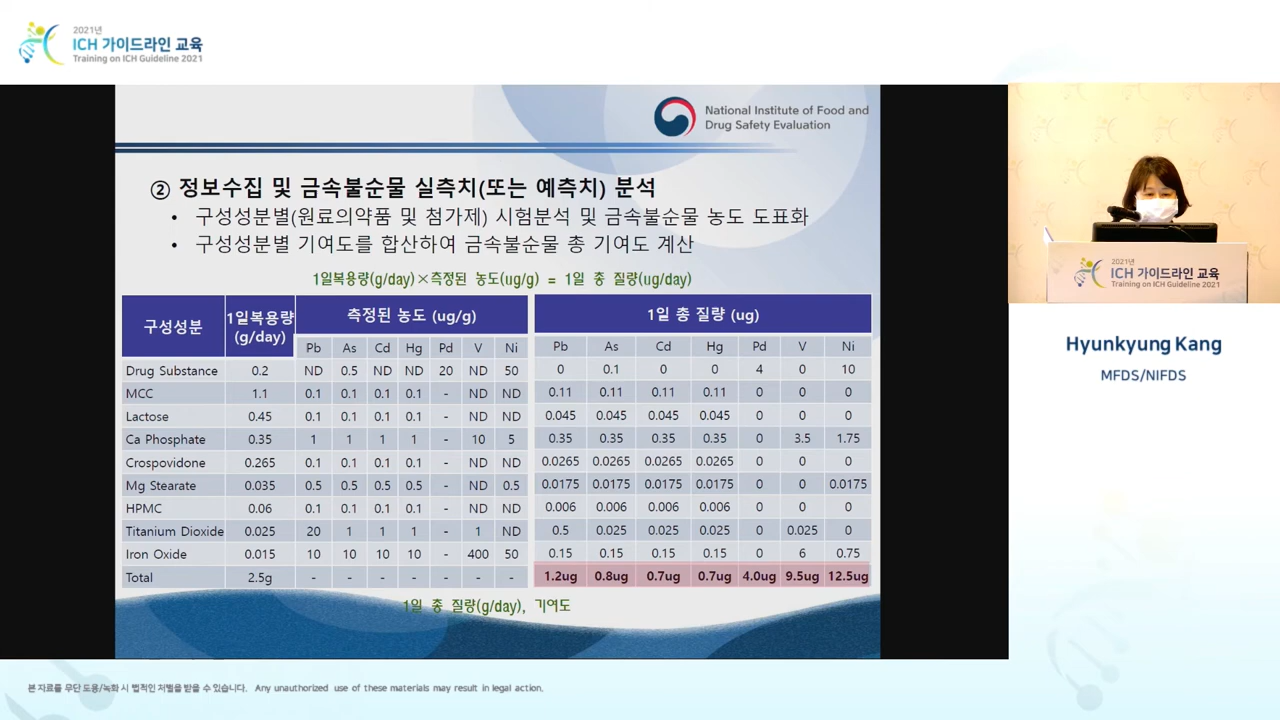 2021년
ICH 가이드라인 교육
Training on ICH Guideline 2021
National Institute of Food and
Drug Safety Evaluation
② 정보수집 및 금속불순물 실측치(또는 예측치) 분석
• 구성성분별(원료의약품 및 첨가제) 시험분석 및 금속불순물 농도 도표화
• 구성성분별 기여도를 합산하여 금속불순물 총 기여도 계산
1일복용량(g/day)×측정된 농도(ug/g) = 1일 총 질량(ug/day)
구성성분 1일복용량 (g/day) 측정된 농도 (ug/g) 1일 총 질량 (ug)
Pb As Cd Hg Pd V Ni Pb As Cd Hg Pd V Ni
Drug Substance 0.2 ND 0.5 ND ND 20 ND 50 0 0.1 0 0 4 0 10
MCC 1.1 0.1 0.1 0.1 0.1 - ND ND 0.11 0.11 0.11 0.11 0 0 0
Lactose 0.45 0.1 0.1 0.1 0.1 - ND ND 0.045 0.045 0.045 0.045 0 0 0
Ca Phosphate 0.35 1 1 1 1 - 10 5 0.35 0.35 0.35 0.35 0 3.5 1.75
Crospovidone 0.265 0.1 0.1 0.1 0.1 - ND ND 0.0265 0.0265 0.0265 0.0265 0 0 0
Mg Stearate 0.035 0.5 0.5 0.5 0.5 - ND 0.5 0.0175 0.0175 0.0175 0.0175 0 0 0.0175
HPMC 0.06 0.1 0.1 0.1 0.1 - ND ND 0.006 0.006 0.006 0.006 0 0 0
Titanium Dioxide 0.025 20 1 1 1 - 1 ND 0.5 0.025 0.025 0.025 0 0.025 0
Iron Oxide 0.015 10 10 10 10 - 400 50 0.15 0.15 0.15 0.15 0 6 0.75
Total 2.5g - - - - - - - 1.2ug 0.8ug 0.7ug 0.7ug 4.0ug 9.5ug 12.5ug
1일 총 질량(g/day), 기여도
2021년
ICH 가이드라인 교육
Training on ICH Guideline 2021
Hyunkyung Kang
MFDS/NIFDS
본 자료를 무단 도용/녹화 시 법적인 처벌을 받을 수 있습니다. Any unauthorized use of these materials may result in legal action.